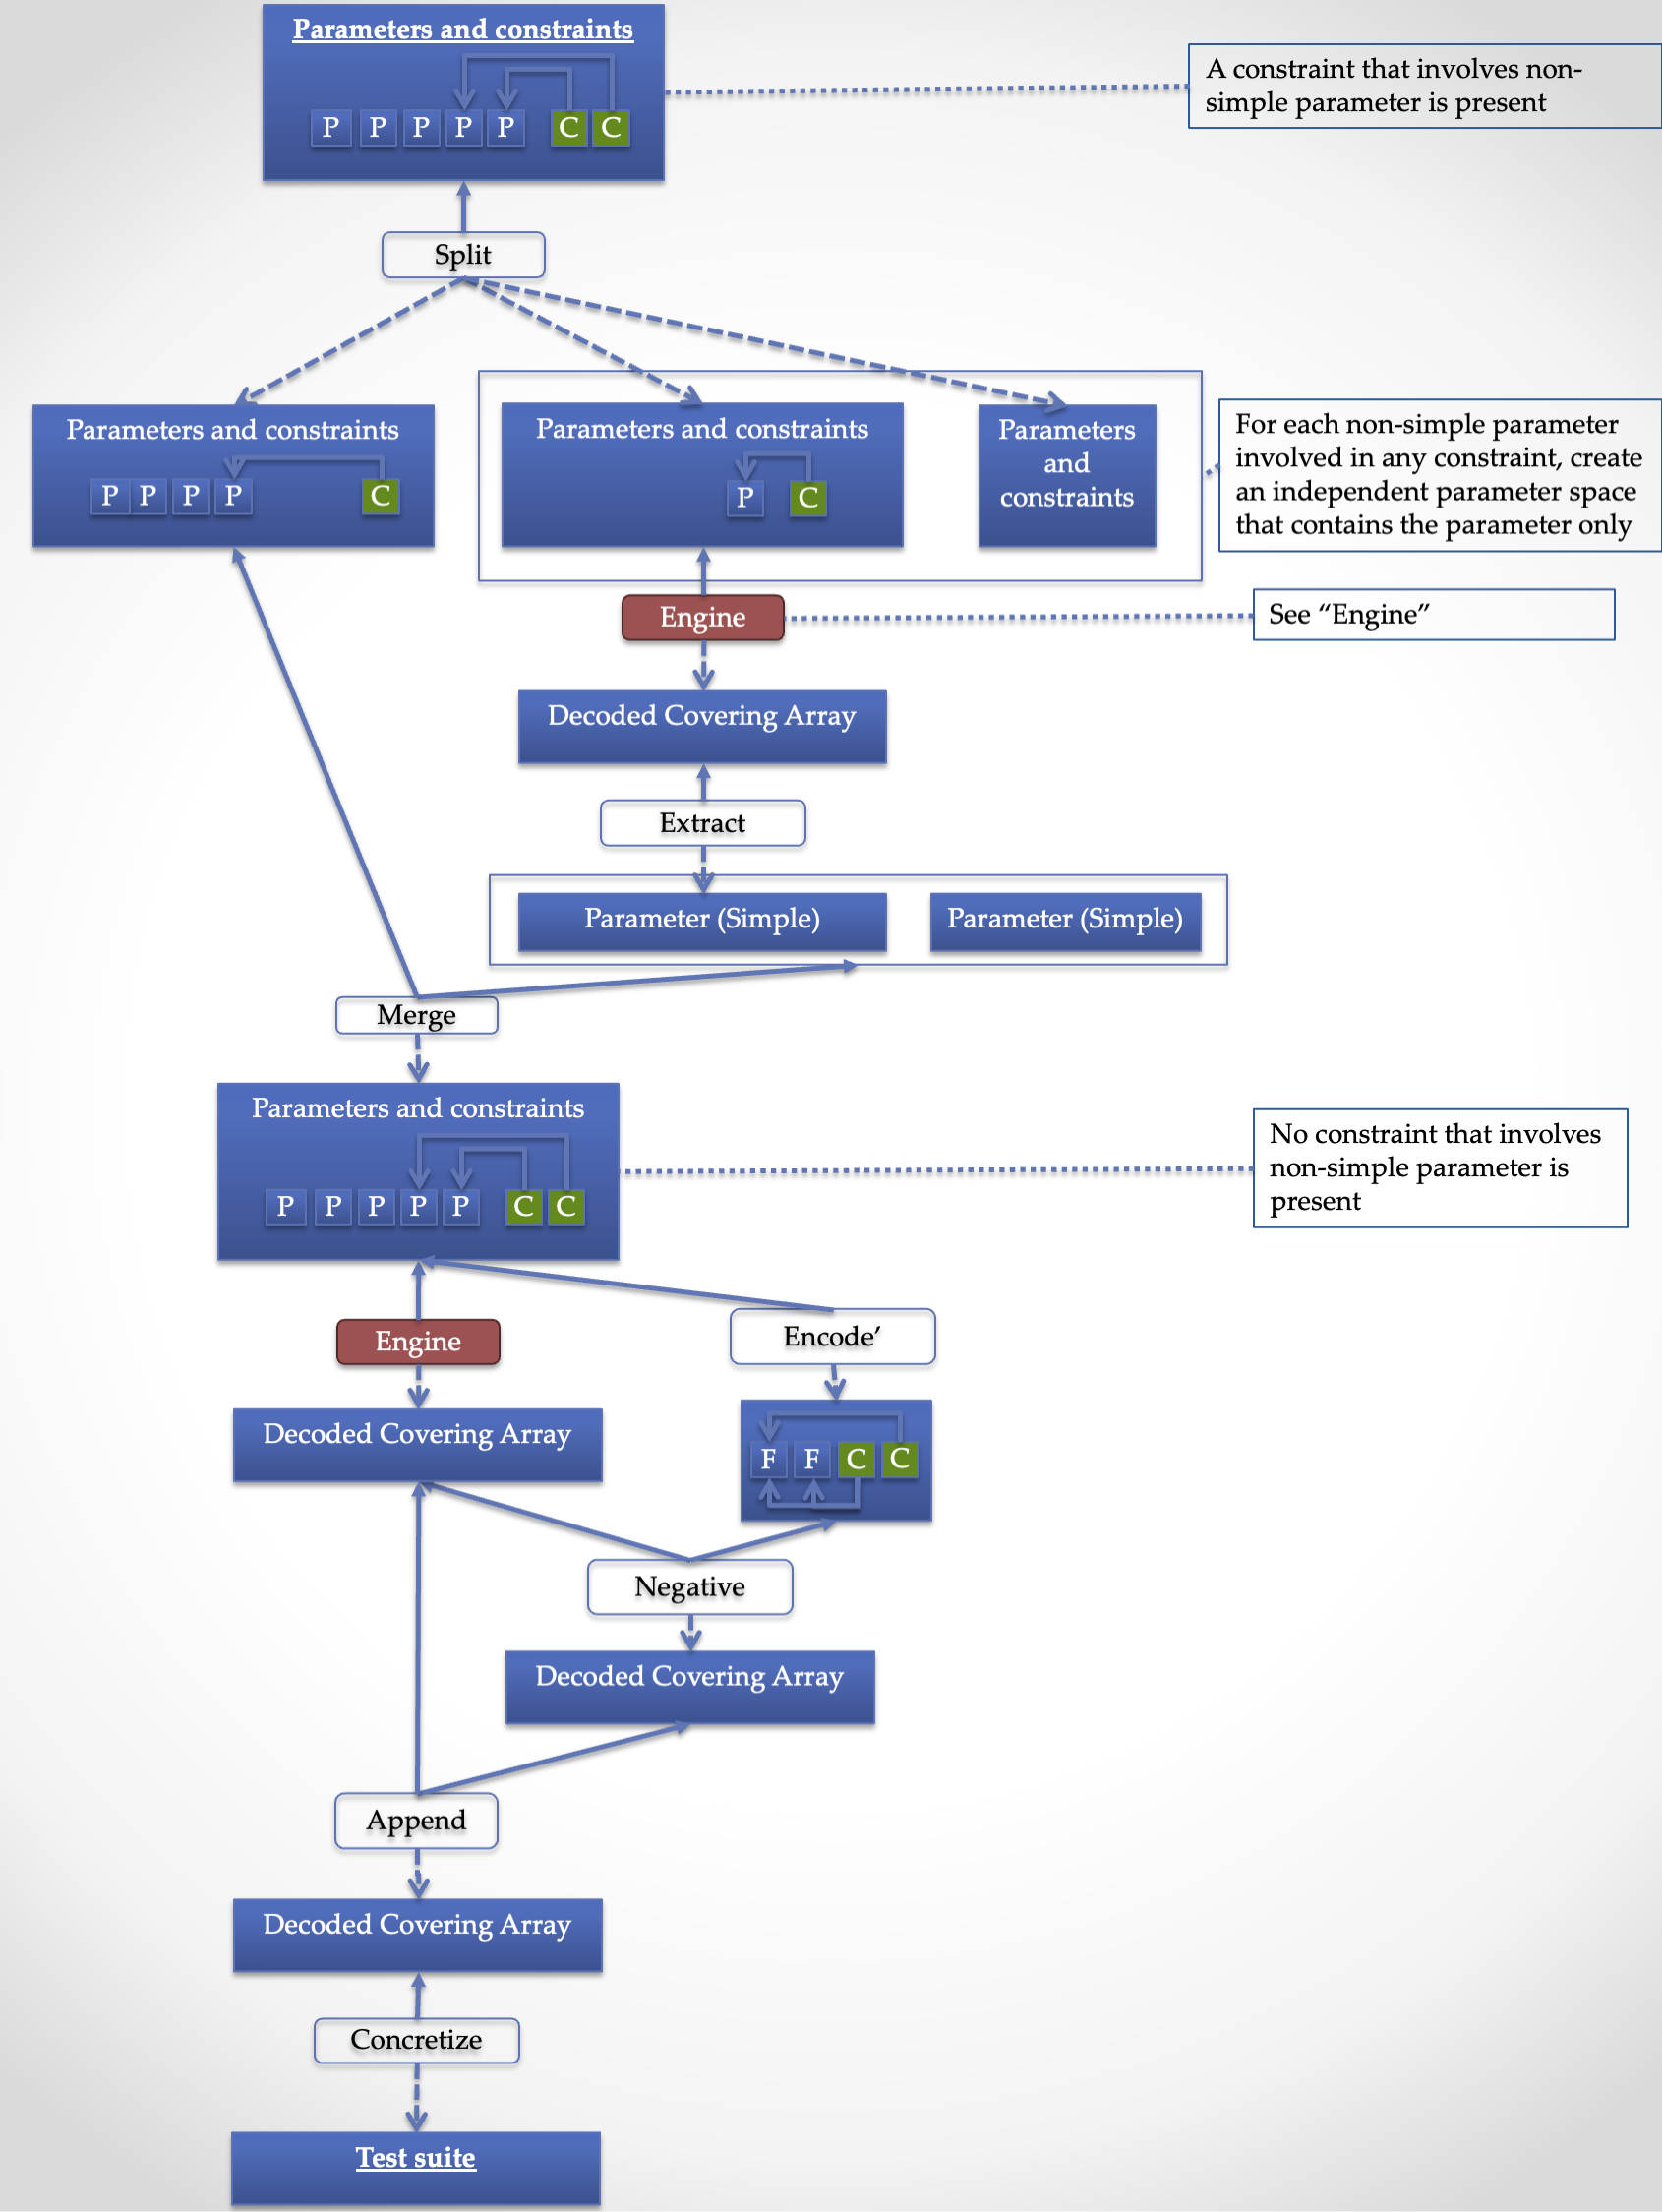 Parameters and constraints
P P P P P C C
A constraint that involves non-
simple parameter is present
Split
Parameters and constraints
P P P P C
Parameters and constraints
P C
Parameters
and
constraints
For each non-simple parameter
involved in any constraint, create
an independent parameter space
that contains the parameter only
Engine
See “Engine”
Decoded Covering Array
Extract
Parameter (Simple)
Parameter (Simple)
Merge
Parameters and constraints
P P P P P C C
No constraint that involves
non-simple parameter is
present
Engine
Encode’
Decoded Covering Array
F F C C
Negative
Decoded Covering Array
Append
Decoded Covering Array
Concretize
Test suite